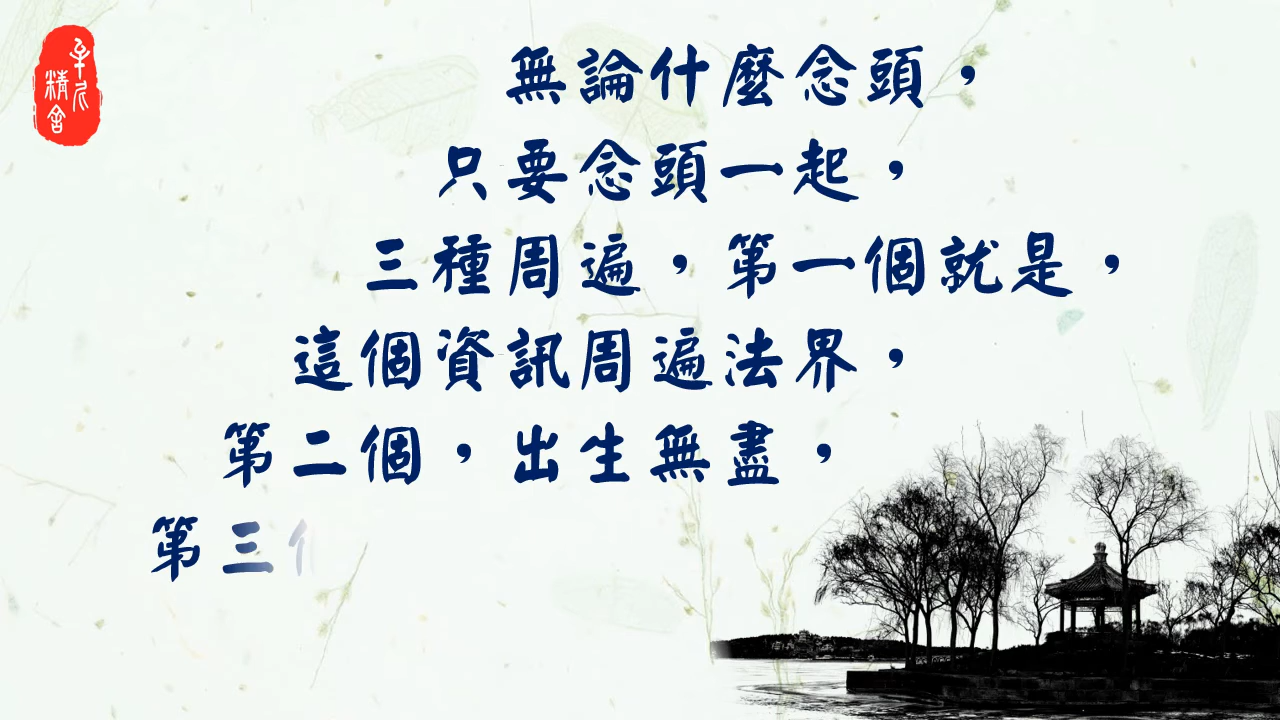 無論什麼念頭，
只要念頭一起，
三種周遍，第一個就是，
這個資訊周遍法界，
第二個，出生無盡，
第三
精舍